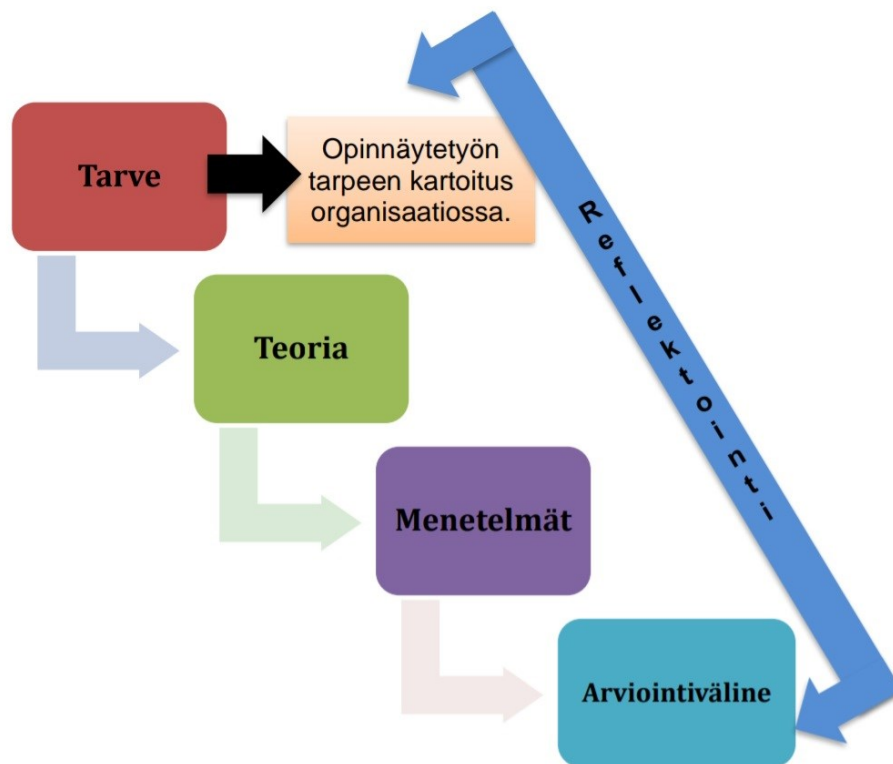 Tarve
Opinnäytetyön
tarpeen kartoitus
organisaatiossa.
Reflektointi
Teoria
Menetelmät
Arviointiväline